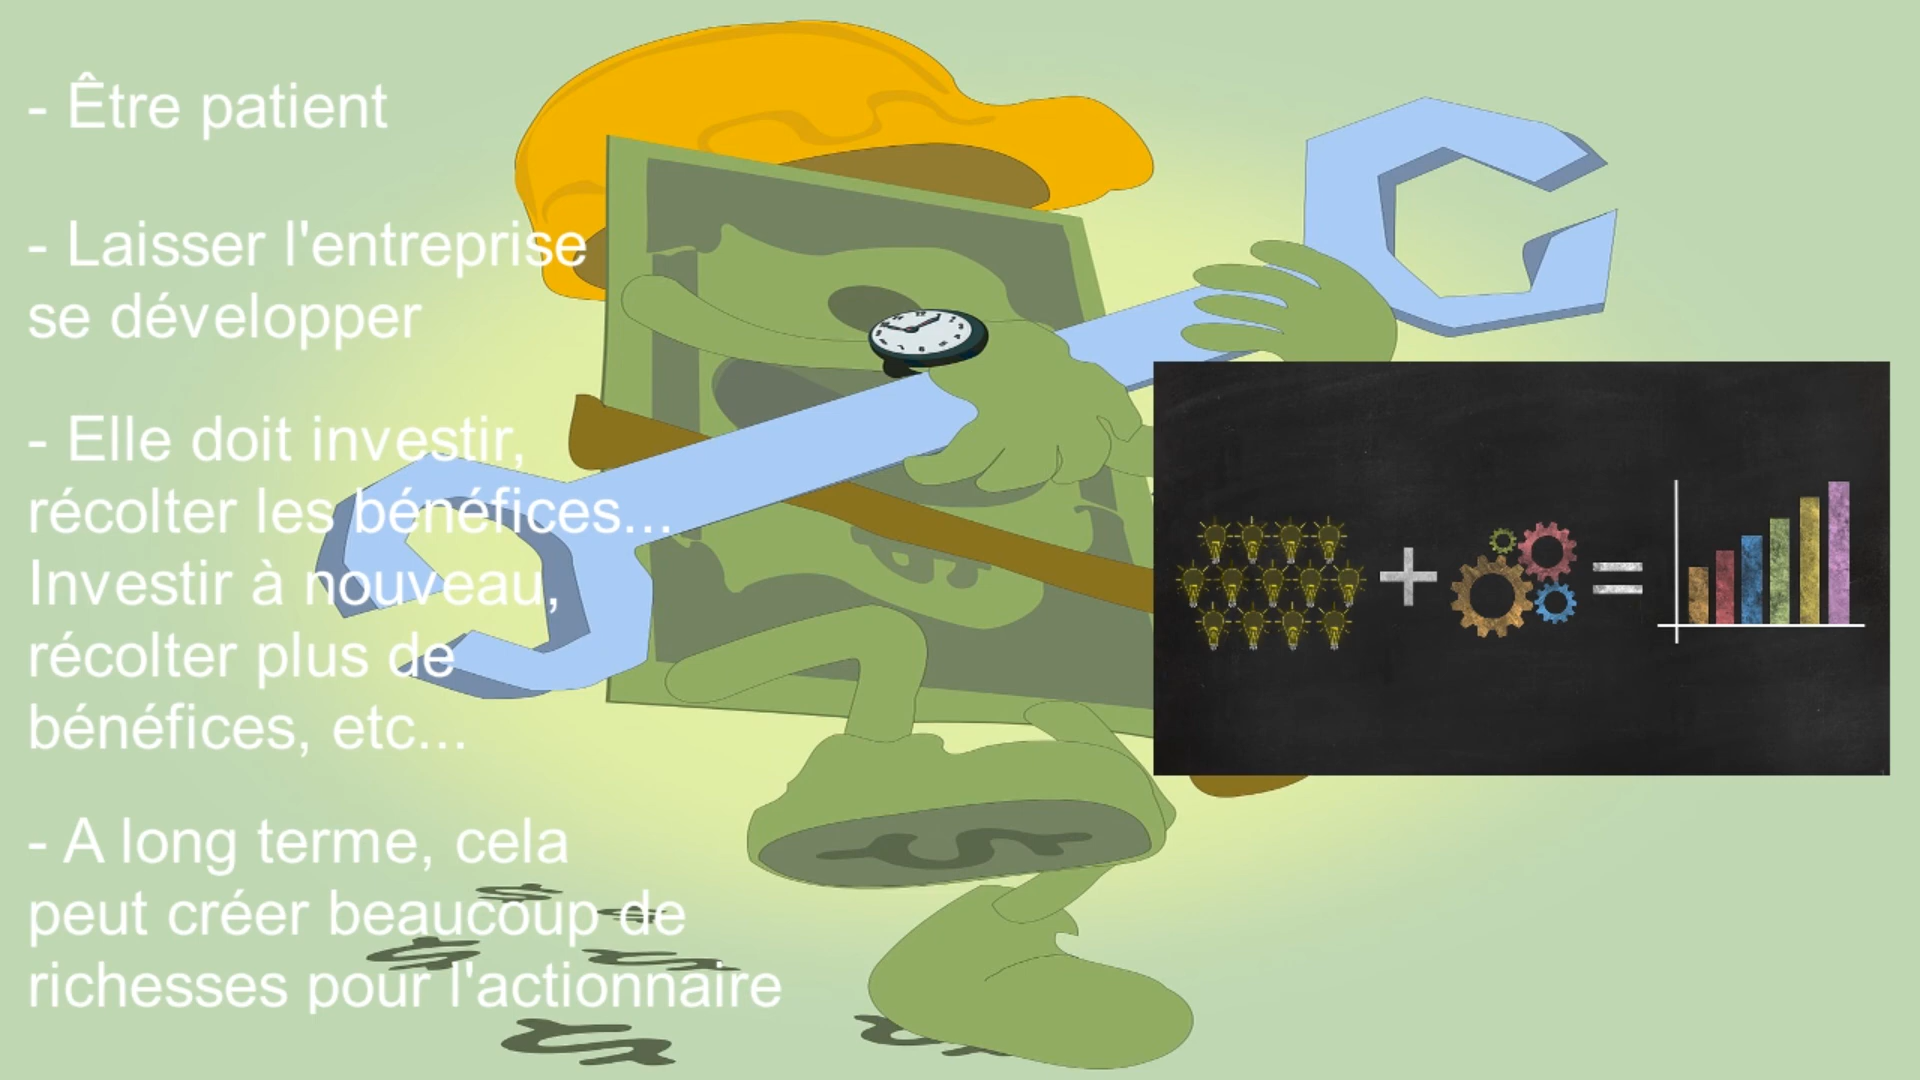 - Être patient
- Laisser l'entreprise
se développer
- Elle doit investir,
récolter les bénéfices...
Investir à nouveau,
récolter plus de
bénéfices, etc...
- A long terme, cela
peut créer beaucoup de
richesses pour l'actionnaire